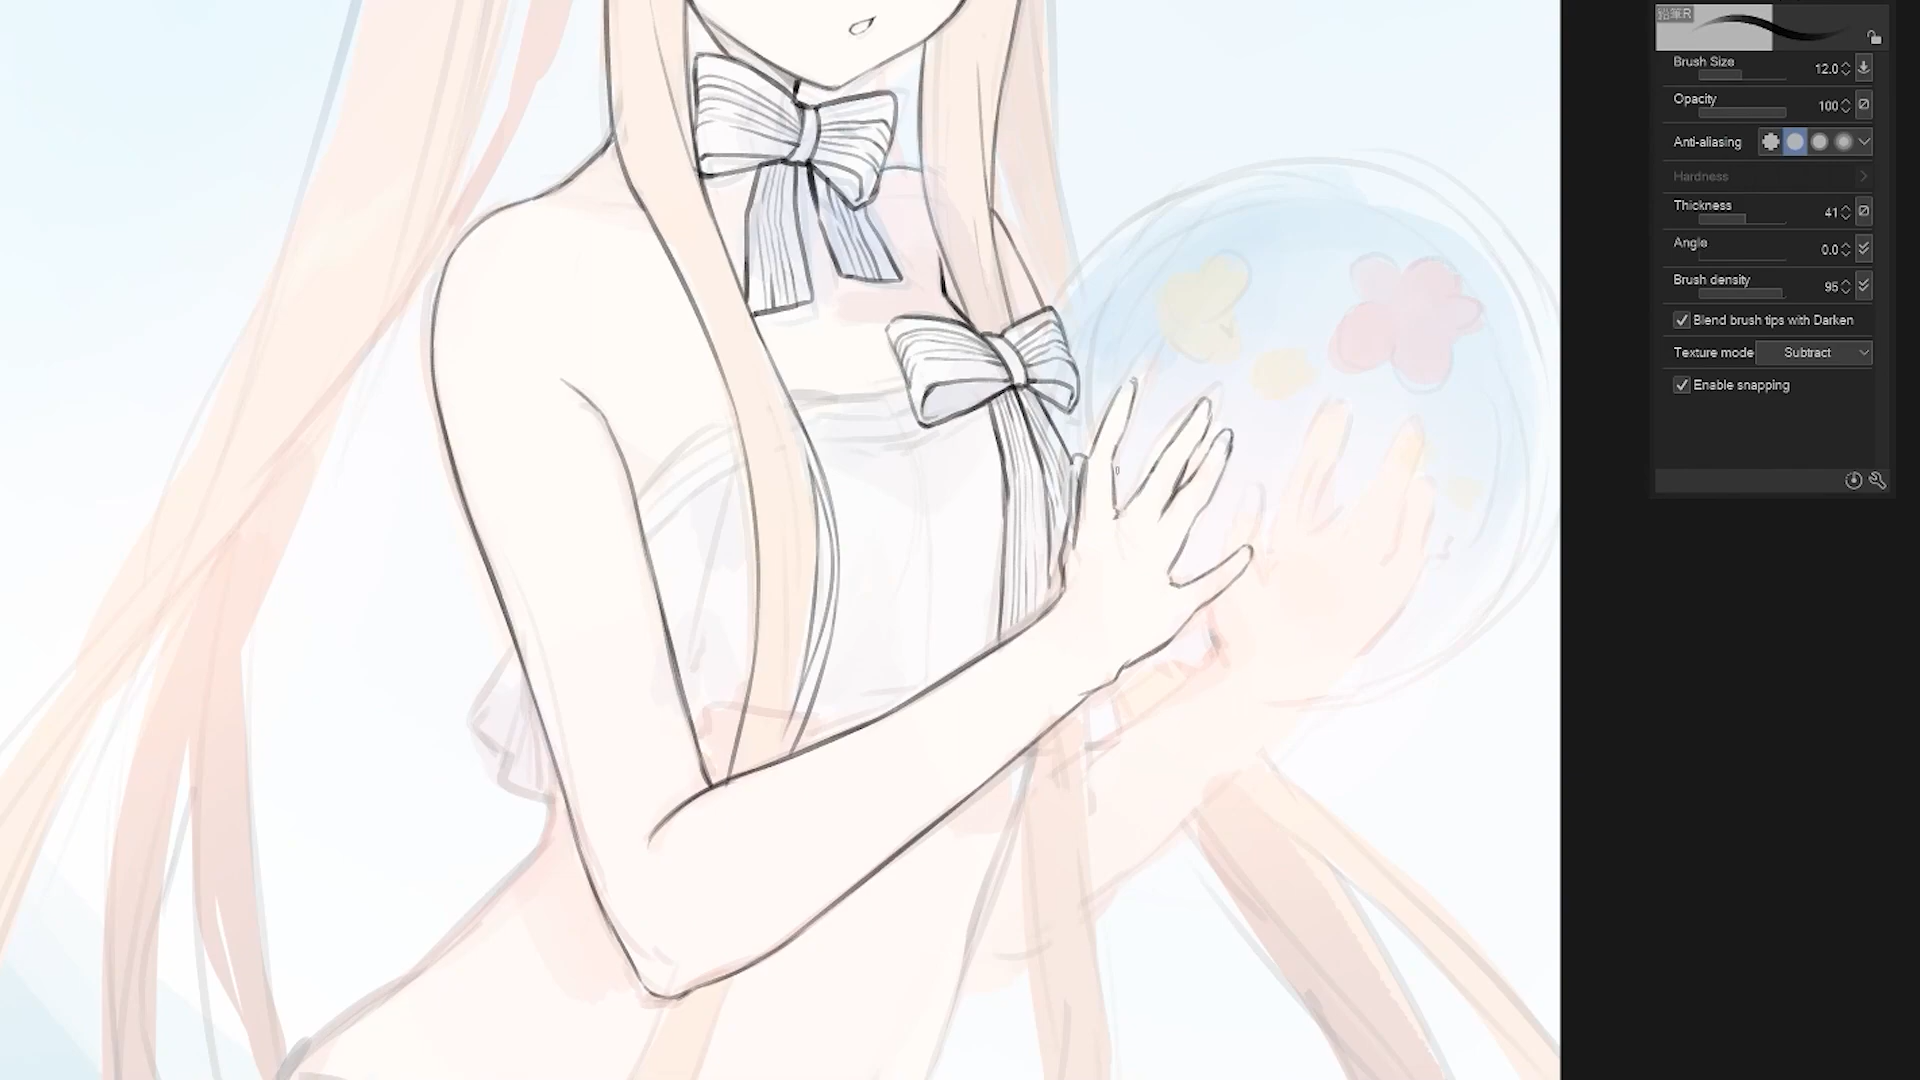 鉛筆R
Brush Size 12.0
Opacity 100
Anti-aliasing
Hardness
Thickness 41
Angle 0.0
Brush density 95
Blend brush tips with Darken
Texture mode Subtract
Enable snapping